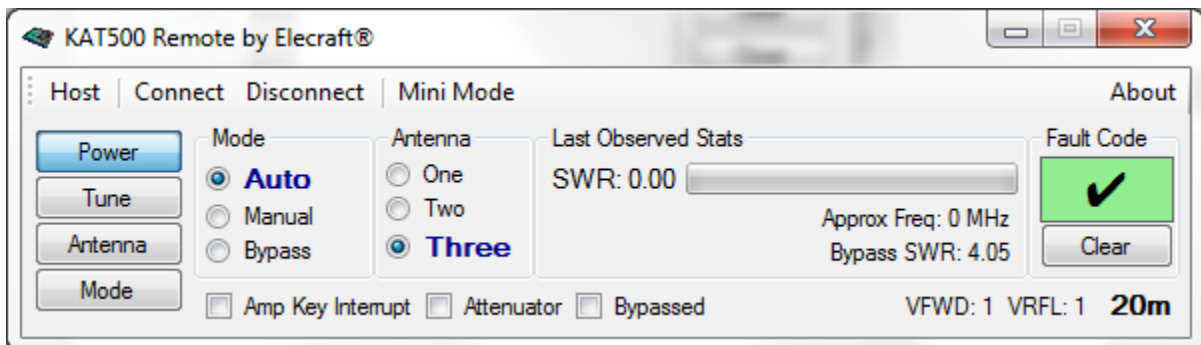 KAT500 Remote by Elecraft®
Host Connect Disconnect Mini Mode About
Power
Tune
Antenna
Mode
Mode
Auto
Manual
Bypass
Antenna
One
Two
Three
Last Observed Stats
SWR: 0.00
Approx Freq: 0 MHz
Bypass SWR: 4.05
Fault Code
Clear
Amp Key Interrupt Attenuator Bypassed VFWD: 1 VRFL: 1 20m